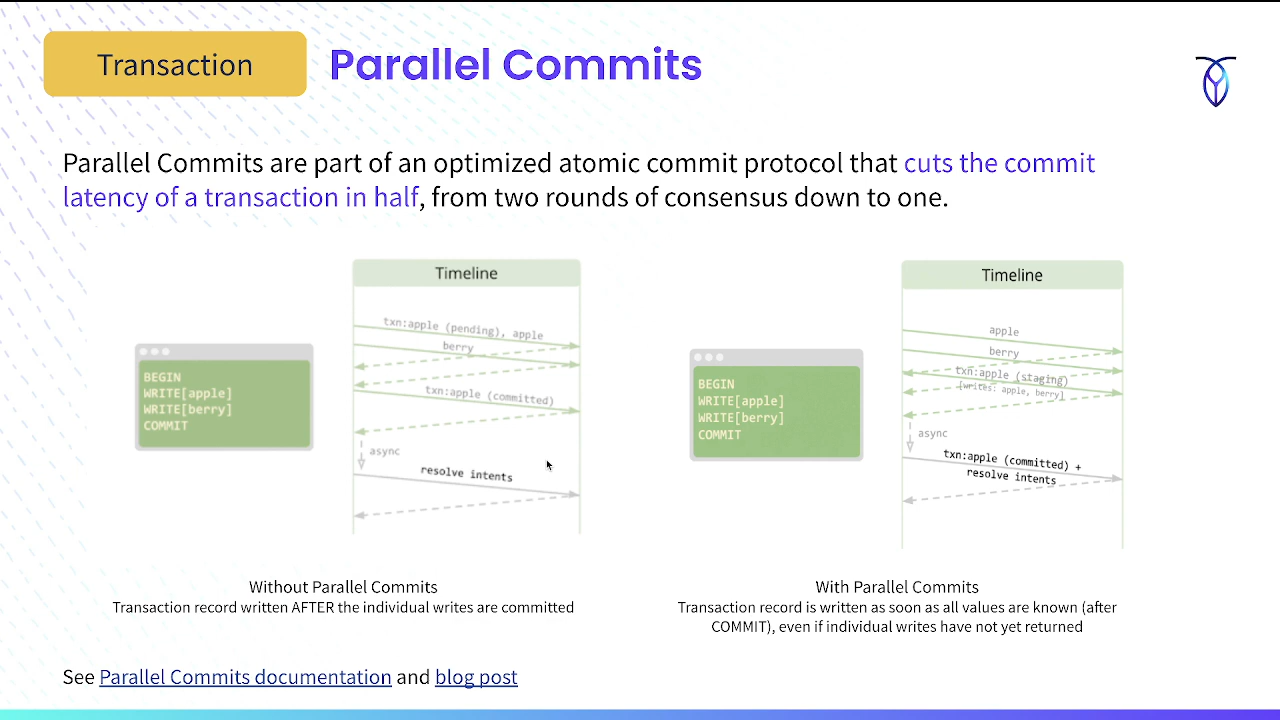 Transaction
Parallel Commits
Parallel Commits are part of an optimized atomic commit protocol that cuts the commit
latency of a transaction in half, from two rounds of consensus down to one.
BEGIN
WRITE[apple]
WRITE[berry]
COMMIT
Timeline
txn:apple (pending), apple
berry
txn:apple (committed)
async
resolve intents
Without Parallel Commits
Transaction record written AFTER the individual writes are committed
BEGIN
WRITE[apple]
WRITE[berry]
COMMIT
Timeline
apple
berry
txn:apple (staging)
[writes: apple, berry]
async
txn:apple (committed) +
resolve intents
With Parallel Commits
Transaction record is written as soon as all values are known (after
COMMIT), even if individual writes have not yet returned
See Parallel Commits documentation and blog post